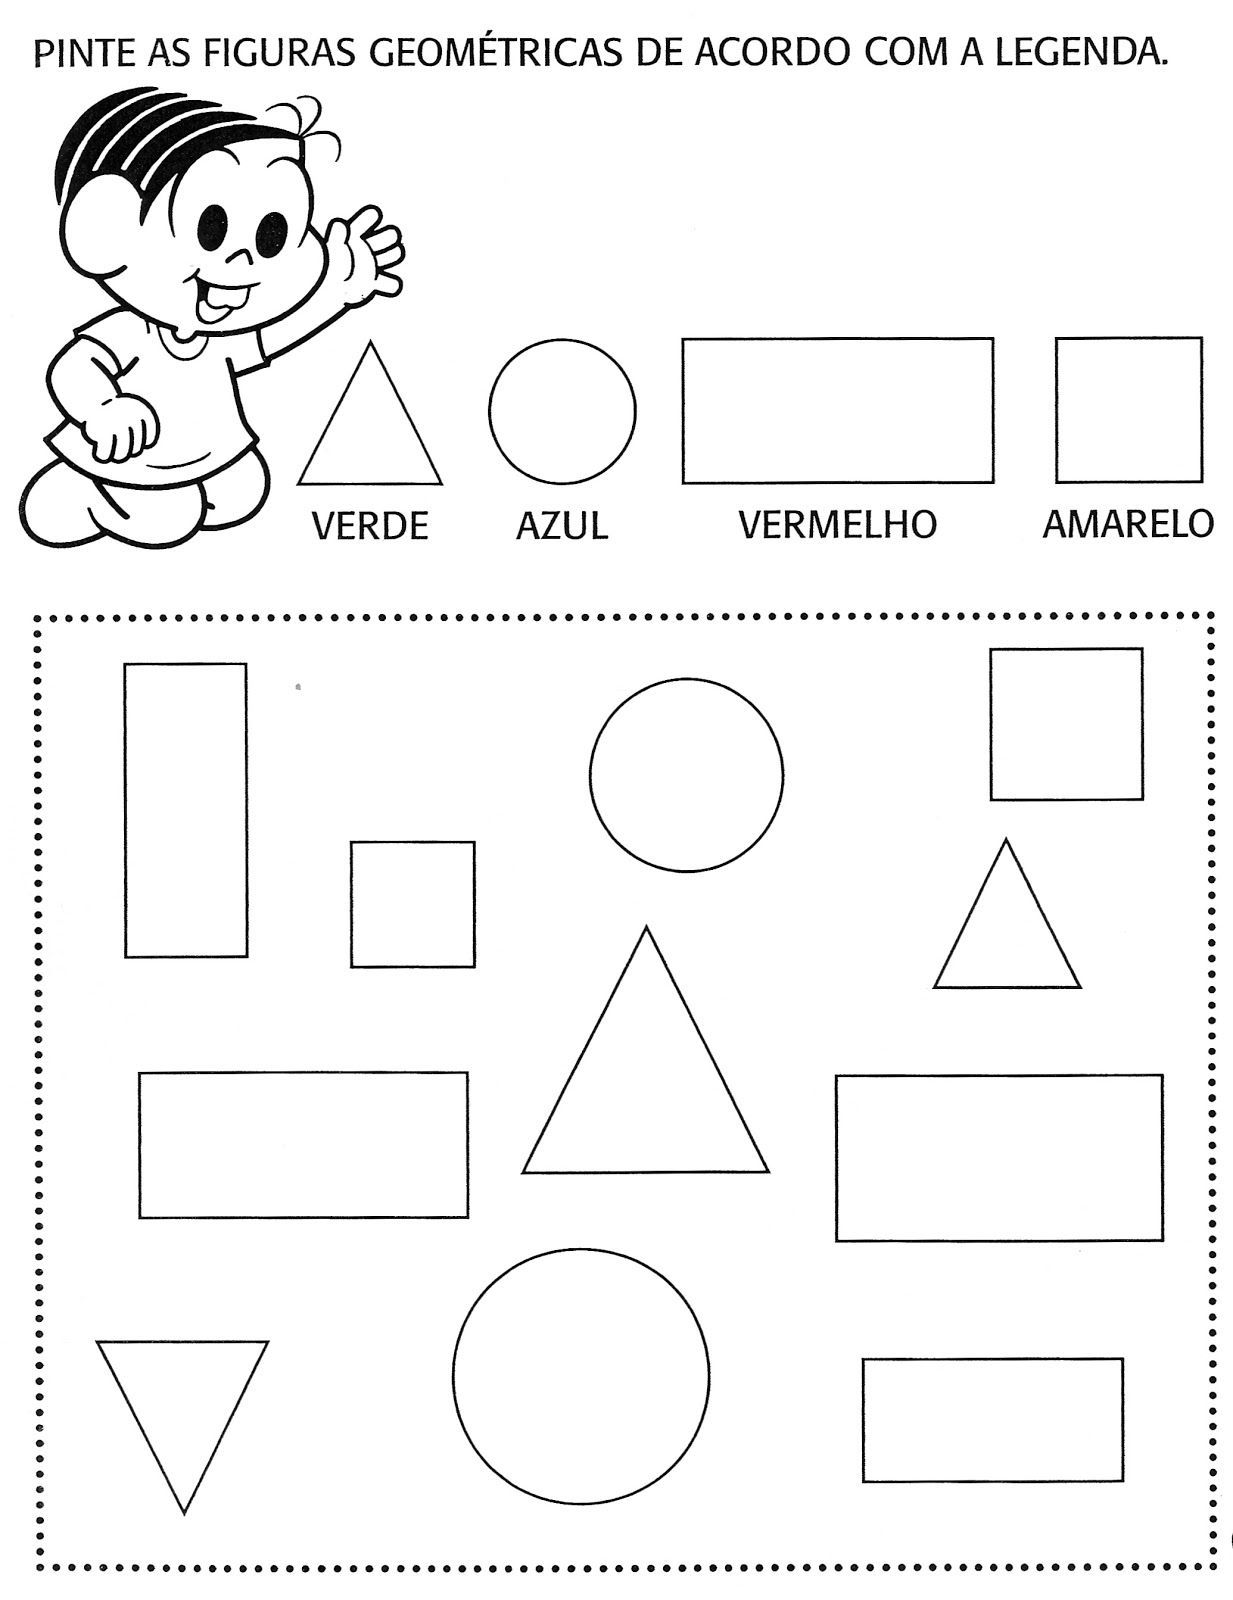 PINTE AS FIGURAS GEOMÉTRICAS DE ACORDO COM A LEGENDA.
VERDE AZUL VERMELHO AMARELO